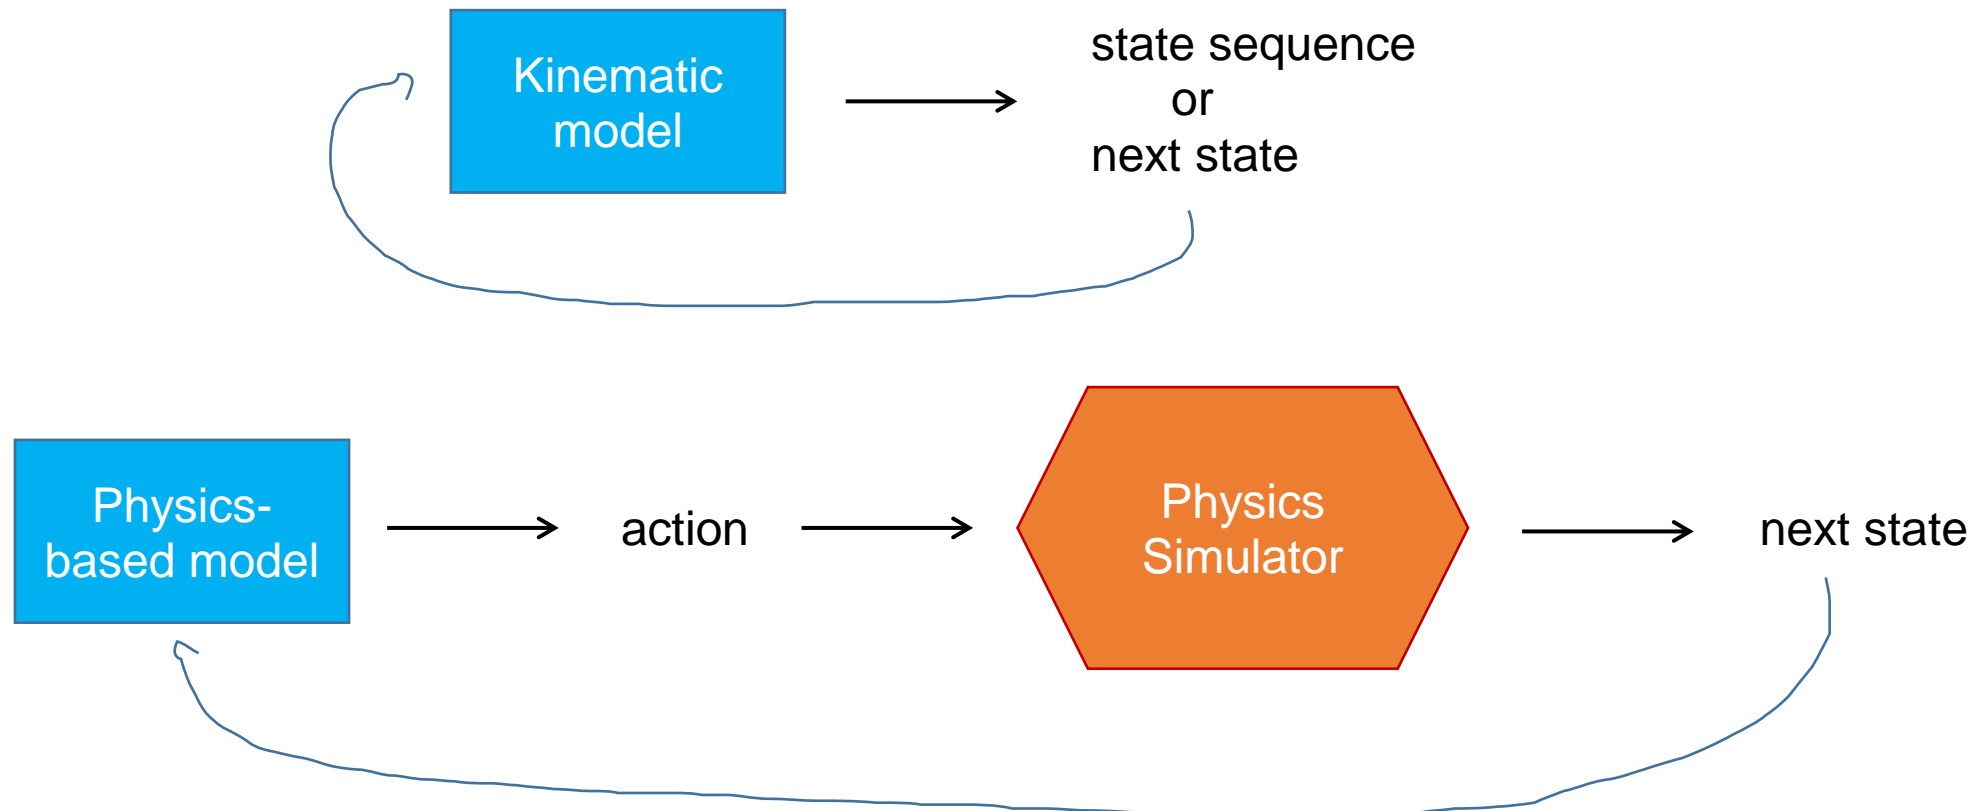 Kinematic
model
state sequence
or
next state
Physics-
based model
action
Physics
Simulator
next state